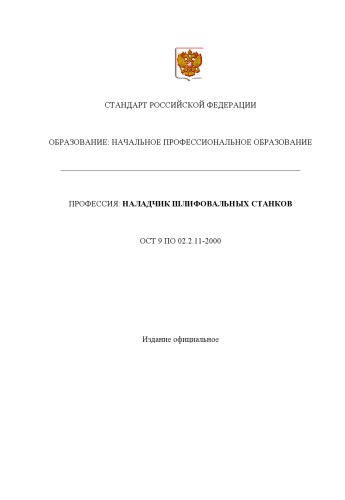 СТАНДАРТ РОССИЙСКОЙ ФЕДЕРАЦИИ
ОБРАЗОВАНИЕ: НАЧАЛЬНОЕ ПРОФЕССИОНАЛЬНОЕ ОБРАЗОВАНИЕ
ПРОФЕССИЯ: НАЛАДЧИК ШЛИФОВАЛЬНЫХ СТАНКОВ
ОСТ 9 ПО 02.2.11-2000
Издание официальное